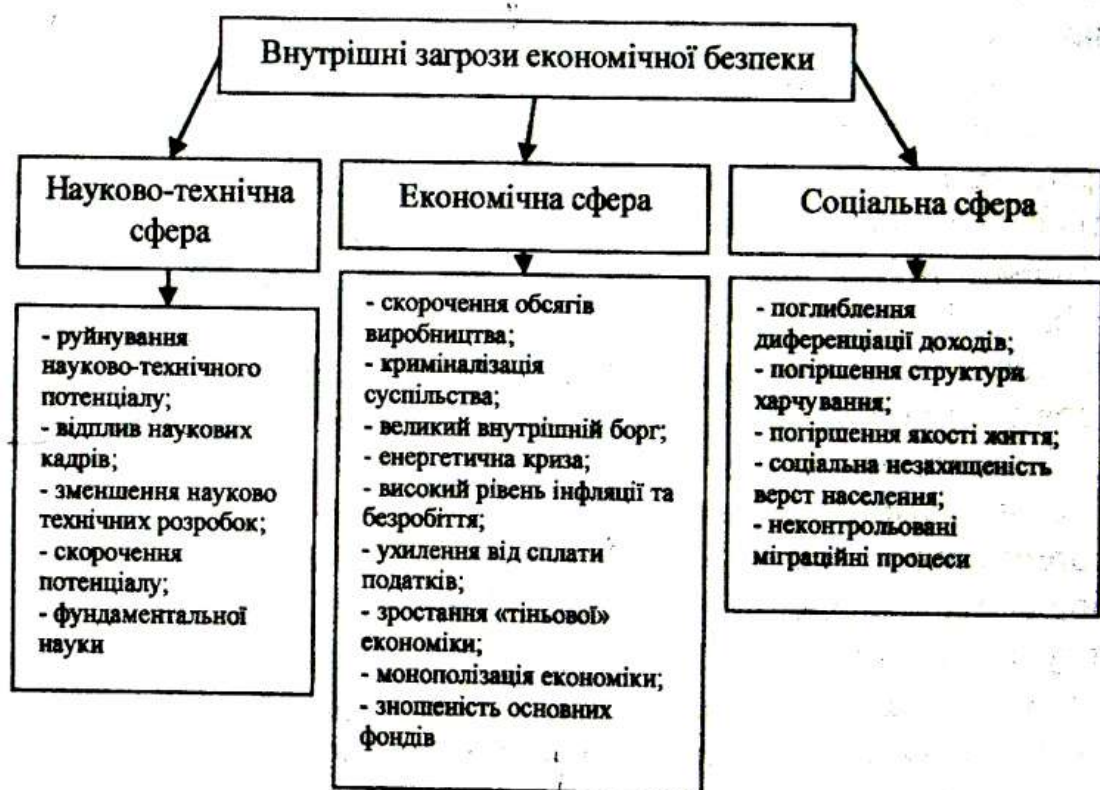 Внутрішні загрози економічної безпеки
Науково-технічна
сфера
- руйнування
науково-технічного
потенціалу;
- відплив наукових
кадрів;
- зменшення науково
технічних розробок;
- скорочення
потенціалу;
- фундаментальної
науки
Економічна сфера
- скорочення обсягів
виробництва;
- криміналізація
суспільства;
- великий внутрішній борг;
- енергетична криза;
- високий рівень інфляції та
безробіття;
- ухилення від сплати
податків;
- зростання «тіньової»
економіки;
- монополізація економіки;
- зношеність основних
фондів
Соціальна сфера
- поглиблення
диференціації доходів;
- погіршення структури
харчування;
- погіршення якості життя;
- соціальна незахищеність
верст населення;
- неконтрольовані
міграційні процеси